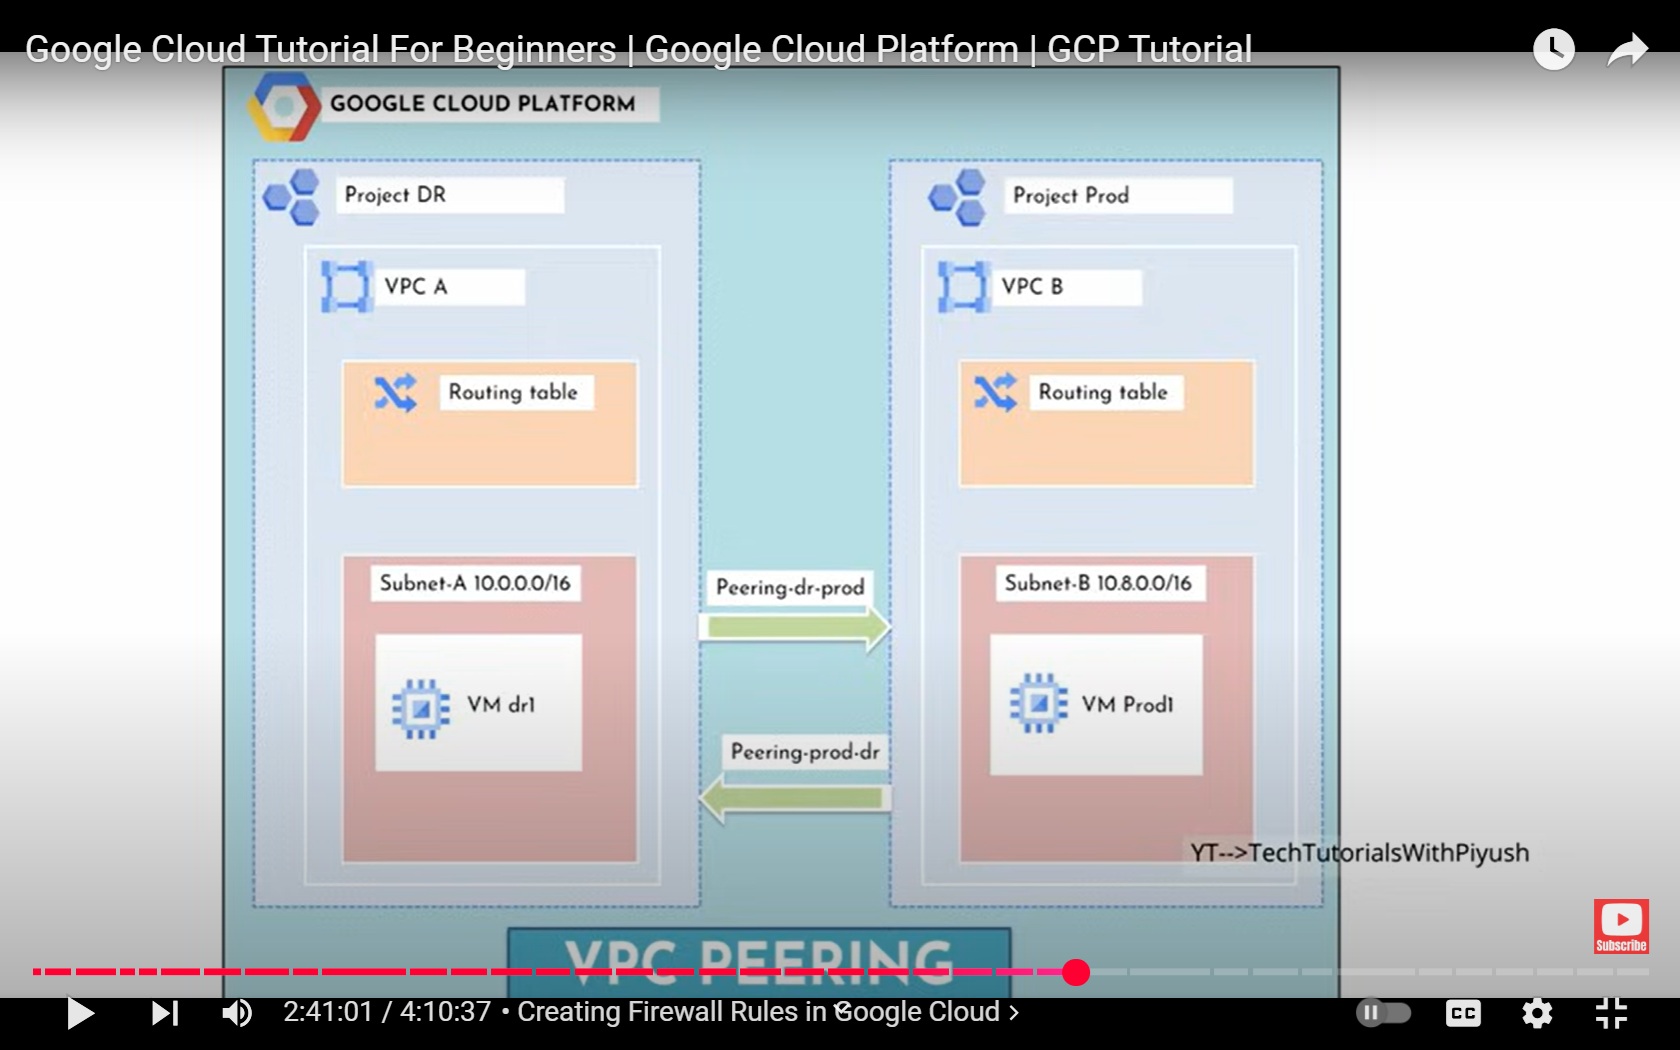 Google Cloud Tutorial For Beginners | Google Cloud Platform | GCP Tutorial
GOOGLE CLOUD PLATFORM
Project DR
VPC A
Routing table
Subnet-A 10.0.0.0/16
VM dr1
Peering-dr-prod
Peering-prod-dr
Project Prod
VPC B
Routing table
Subnet-B 10.8.0.0/16
VM Prod1
YT-->TechTutorialsWithPiyush
Subscribe
VPC PEERING
2:41:01 / 4:10:37 • Creating Firewall Rules in Google Cloud >
CC